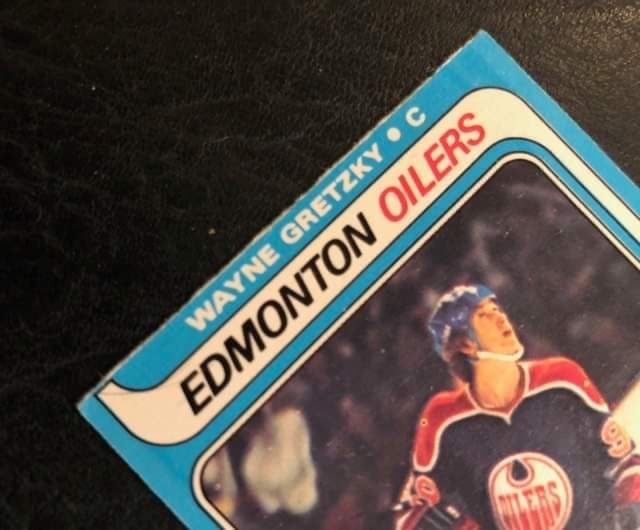 WAYNE GRETZKY • C
EDMONTON OILERS
OILERS